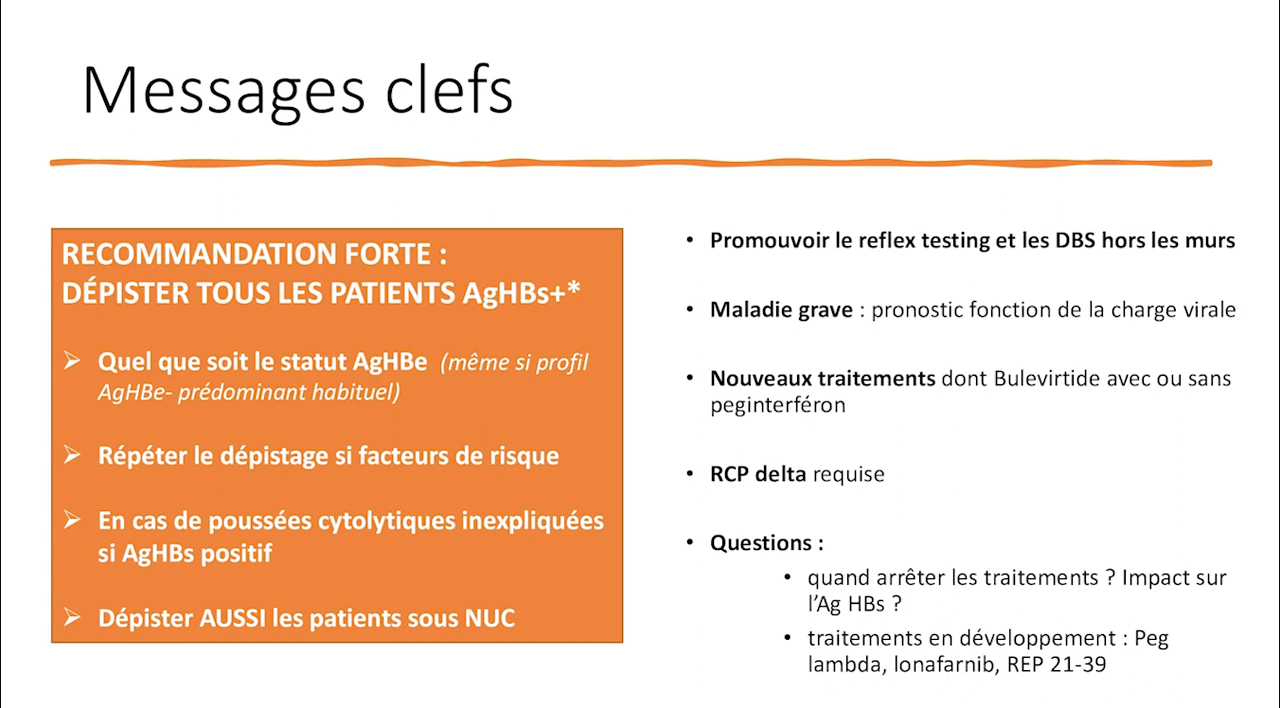 Messages clefs
RECOMMANDATION FORTE :
DÉPISTER TOUS LES PATIENTS AgHBs+*
➢ Quel que soit le statut AgHBe (même si profil
AgHBe- prédominant habituel)
➢ Répéter le dépistage si facteurs de risque
➢ En cas de poussées cytolytiques inexpliquées
si AgHBs positif
➢ Dépister AUSSI les patients sous NUC
• Promouvoir le reflex testing et les DBS hors les murs
• Maladie grave : pronostic fonction de la charge virale
• Nouveaux traitements dont Bulevirtide avec ou sans
peginterféron
• RCP delta requise
• Questions :
• quand arrêter les traitements ? Impact sur
l’Ag HBs ?
• traitements en développement : Peg
lambda, lonafarnib, REP 21-39